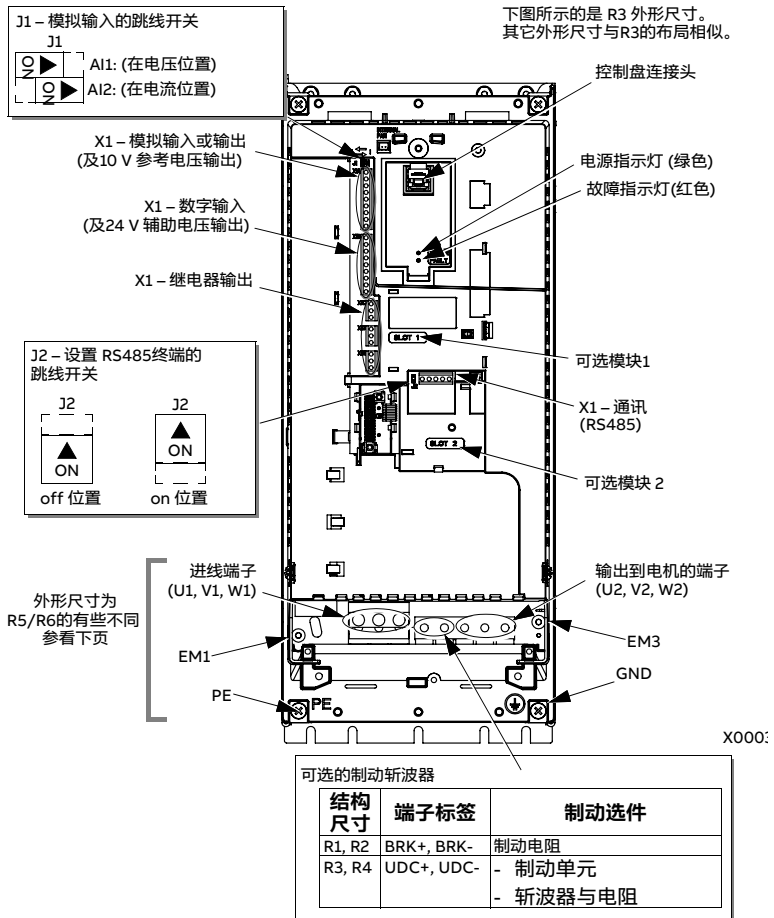 J1 – 模拟输入的跳线开关
J1
ON
AI1: (在电压位置)
ON
AI2: (在电流位置)
下图所示的是 R3 外形尺寸。
其它外形尺寸与R3的布局相似。
控制盘连接头
X1 – 模拟输入或输出
(及10 V 参考电压输出)
电源指示灯 (绿色)
故障指示灯(红色)
X1 – 数字输入
(及24 V 辅助电压输出)
X1 – 继电器输出
SLOT 1
可选模块1
J2 – 设置 RS485终端的
跳线开关
J2
J2
ON
ON
off 位置
on 位置
X1 – 通讯
(RS485)
SLOT 2
可选模块 2
外形尺寸为
R5/R6的有些不同
参看下页
进线端子
(U1, V1, W1)
输出到电机的端子
(U2, V2, W2)
EM1
EM3
PE
PE
GND
X0003
可选的制动斩波器
结构尺寸 端子标签 制动选件
R1, R2 BRK+, BRK- 制动电阻
R3, R4 UDC+, UDC- - 制动单元
- 斩波器与电阻